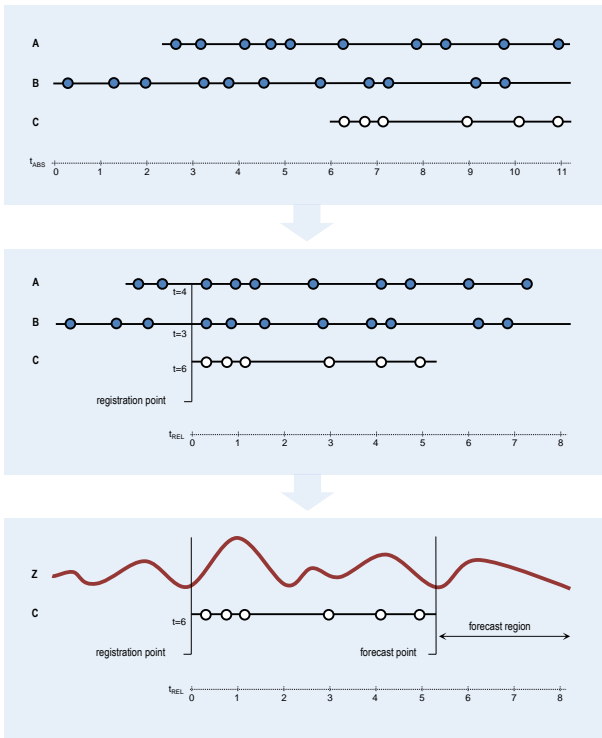 A
B
C
tABS
0 1 2 3 4 5 6 7 8 9 10 11
A
t=4
B
t=3
C
t=6
registration point
tREL
0 1 2 3 4 5 6 7 8
Z
C
t=6
forecast region
registration point forecast point
tREL
0 1 2 3 4 5 6 7 8